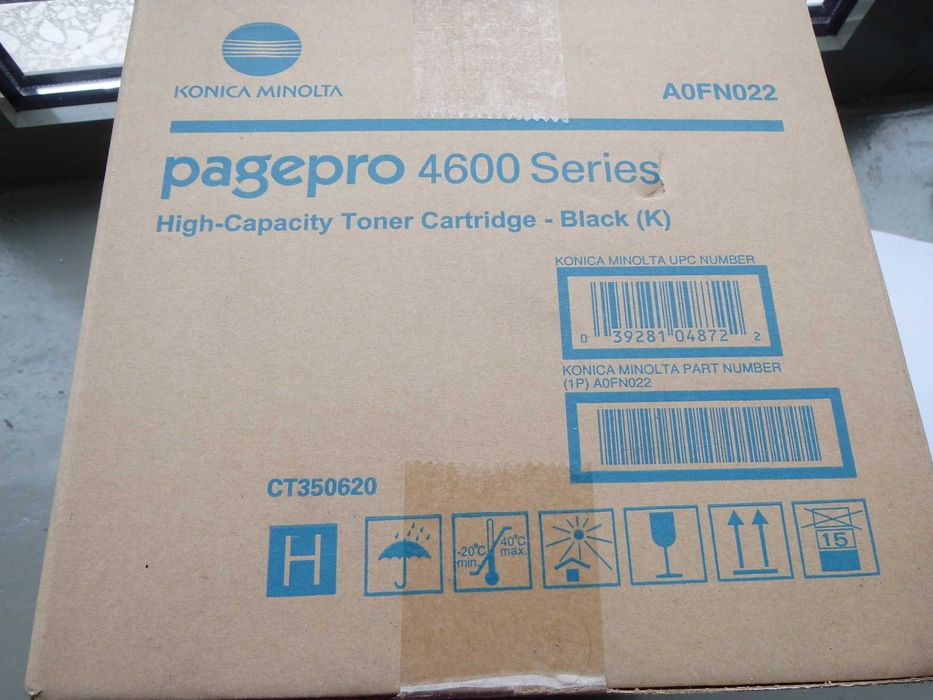 KONICA MINOLTA
A0FN022
pagepro 4600 Series
High-Capacity Toner Cartridge - Black (K)
KONICA MINOLTA UPC NUMBER
0 39281 04872 2
KONICA MINOLTA PART NUMBER
(1P) A0FN022
CT350620
H
-20°C
min.
40°C
max.
15